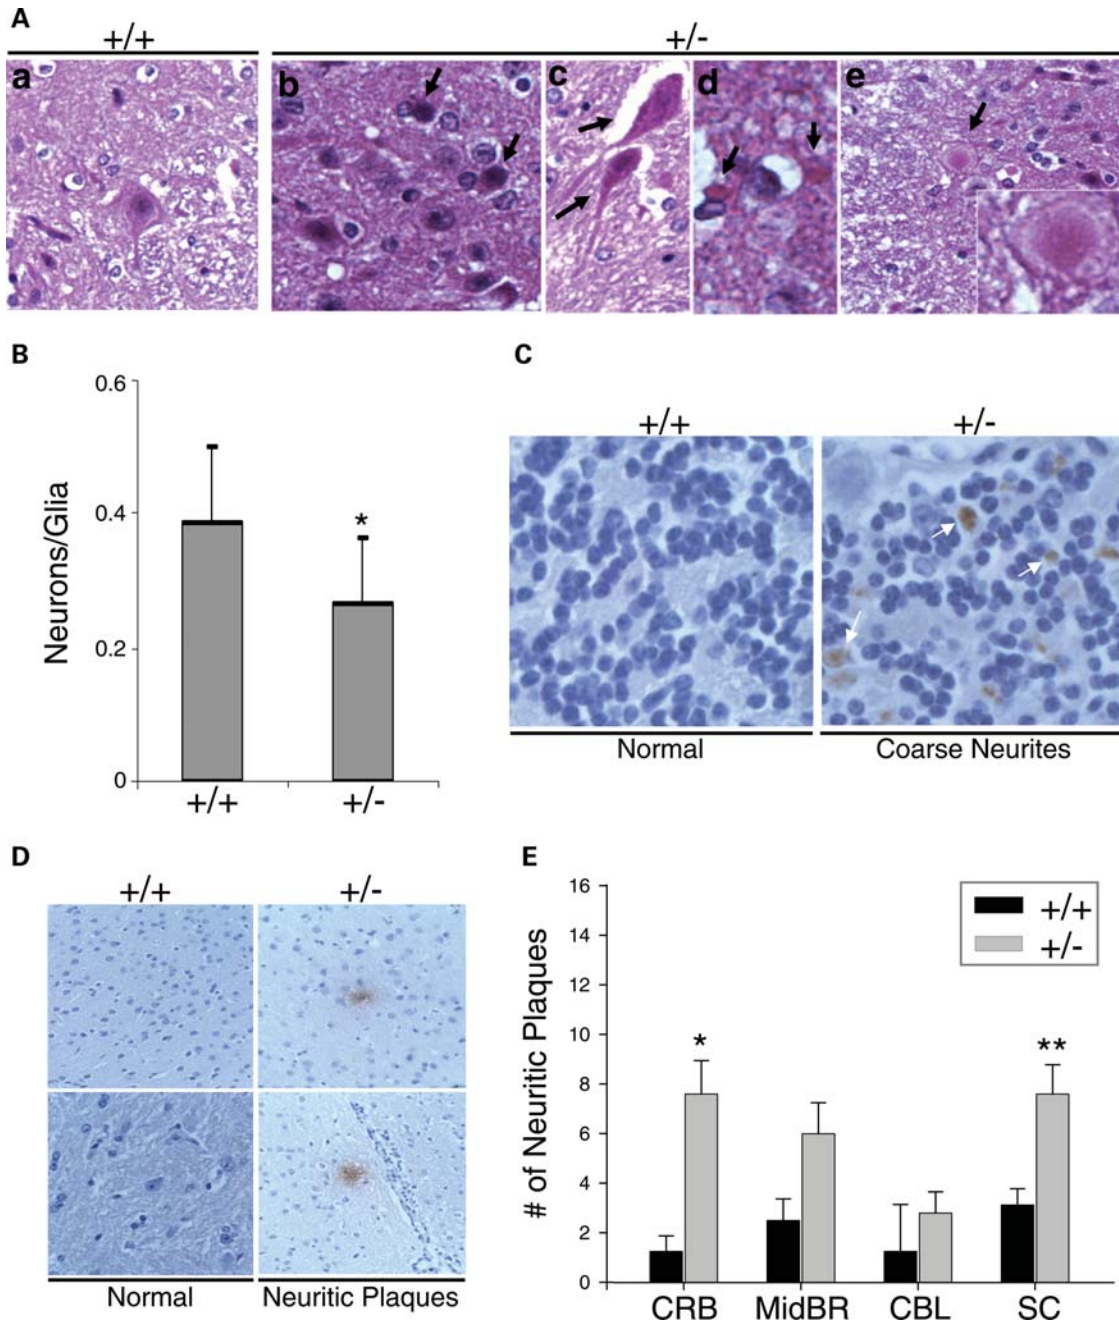 A
+/+
+/-
a
b
c
d
e
B
0.6
0.4
0.2
0
Neurons/Glia
*
+/+
+/-
C
+/+
+/-
Normal
Coarse Neurites
D
+/+
+/-
Normal
Neuritic Plaques
E
16
14
12
10
8
6
4
2
0
# of Neuritic Plaques
+/+
+/-
*
**
CRB
MidBR
CBL
SC